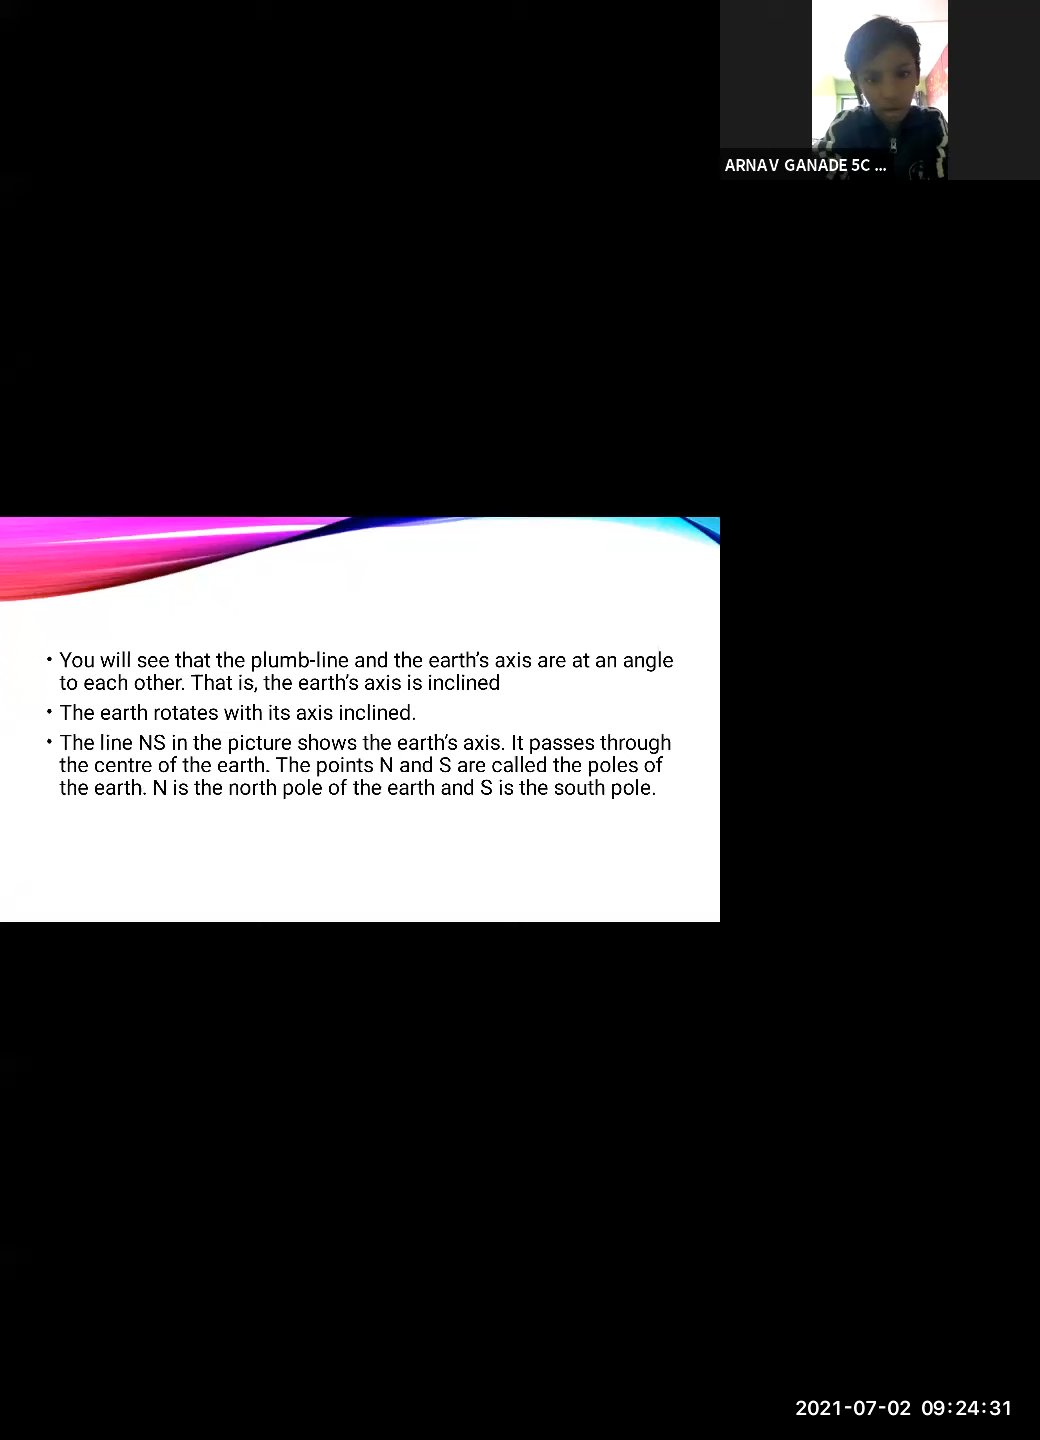 ARNAV GANADE 5C ...
• You will see that the plumb-line and the earth’s axis are at an angle
to each other. That is, the earth’s axis is inclined
• The earth rotates with its axis inclined.
• The line NS in the picture shows the earth’s axis. It passes through
the centre of the earth. The points N and S are called the poles of
the earth. N is the north pole of the earth and S is the south pole.
2021-07-02 09:24:31